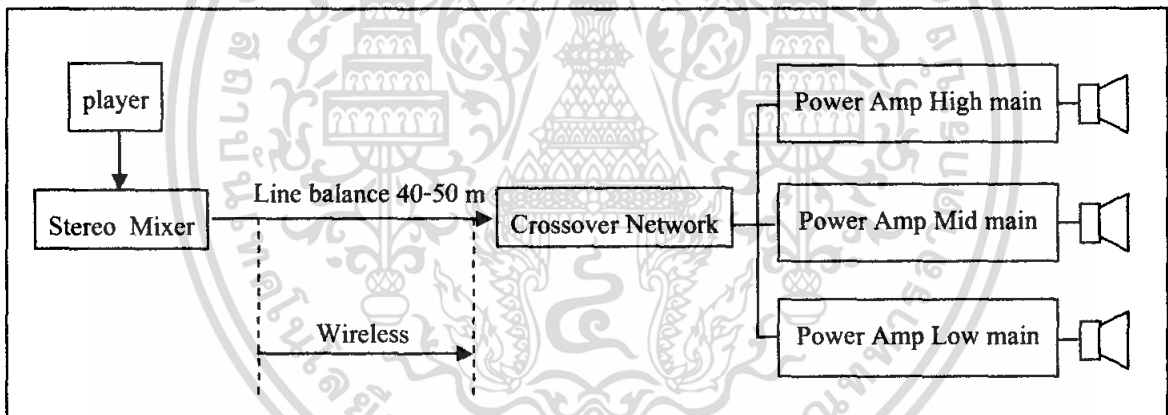 player
Stereo Mixer
Line balance 40-50 m
Wireless
Crossover Network
Power Amp High main
Power Amp Mid main
Power Amp Low main